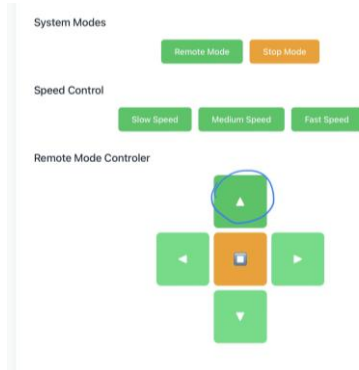 System Modes
Remote Mode Stop Mode
Speed Control
Slow Speed Medium Speed Fast Speed
Remote Mode Controler